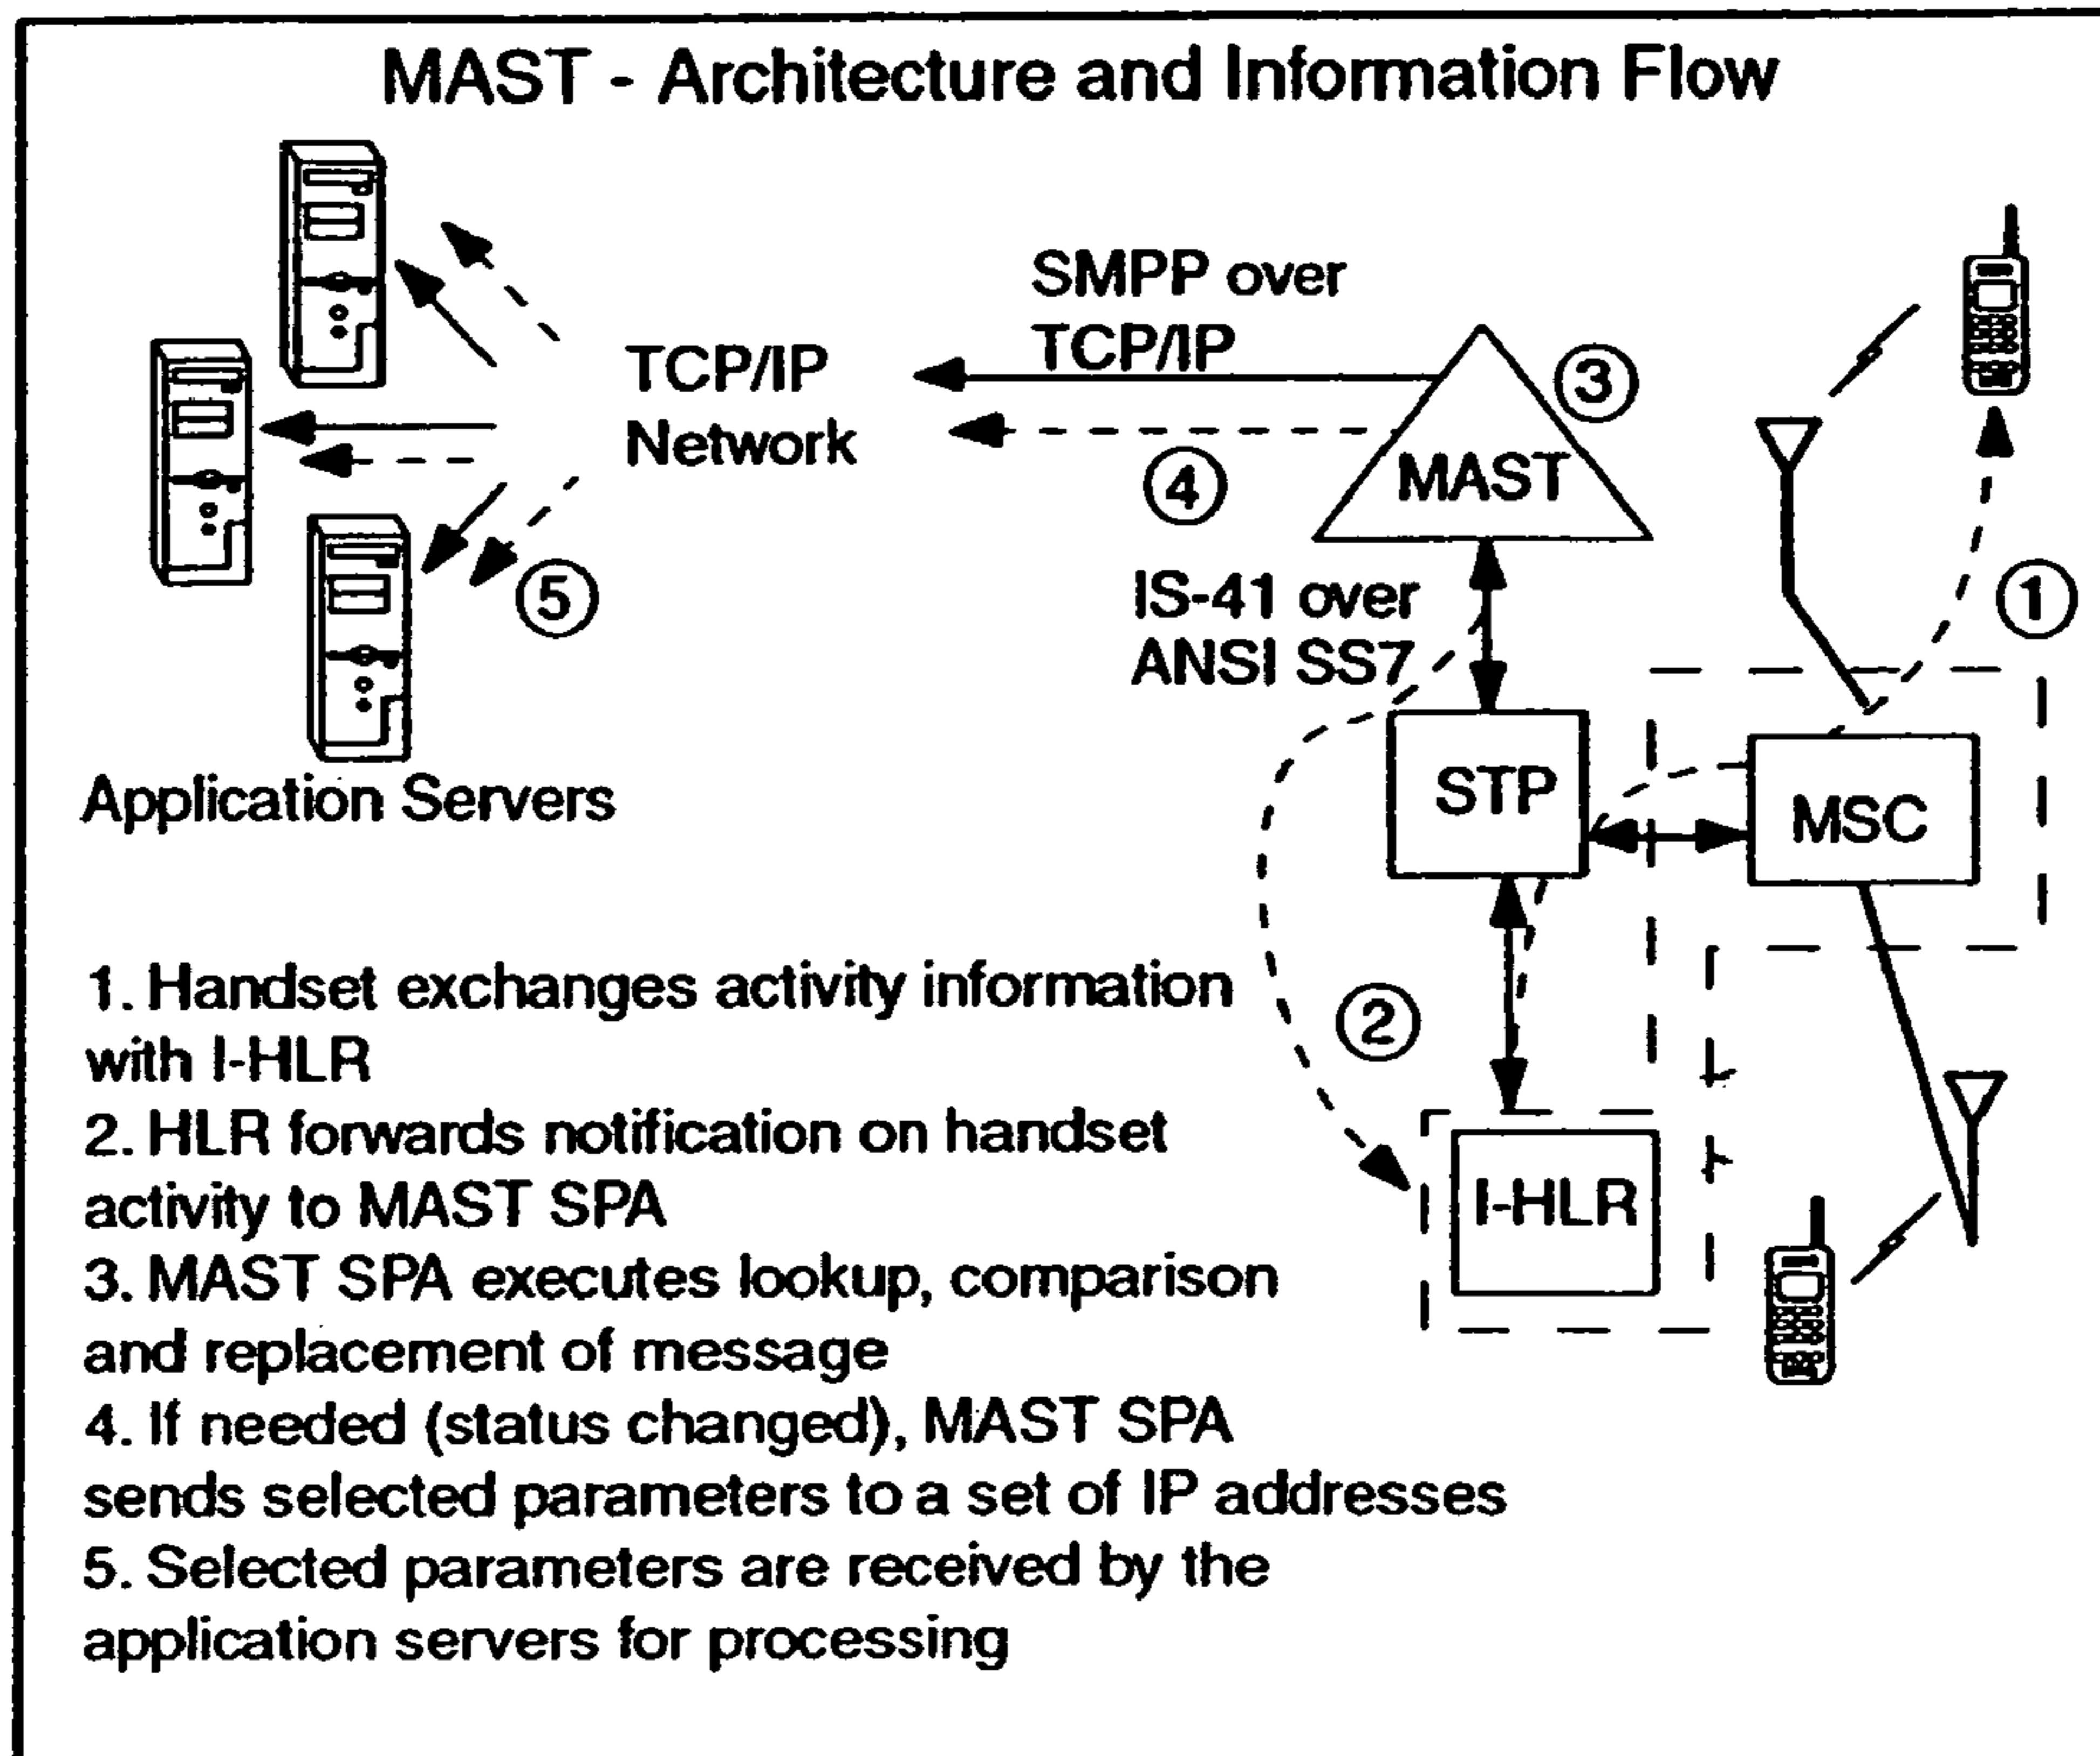 MAST - Architecture and Information Flow
SMPP over
TCP/IP
TCP/IP
Network
3
4
MAST
1
5
IS-41 over
ANSI SS7
STP
MSC
Application Servers
2
I-HLR
1. Handset exchanges activity information
with I-HLR
2. HLR forwards notification on handset
activity to MAST SPA
3. MAST SPA executes lookup, comparison
and replacement of message
4. If needed (status changed), MAST SPA
sends selected parameters to a set of IP addresses
5. Selected parameters are received by the
application servers for processing